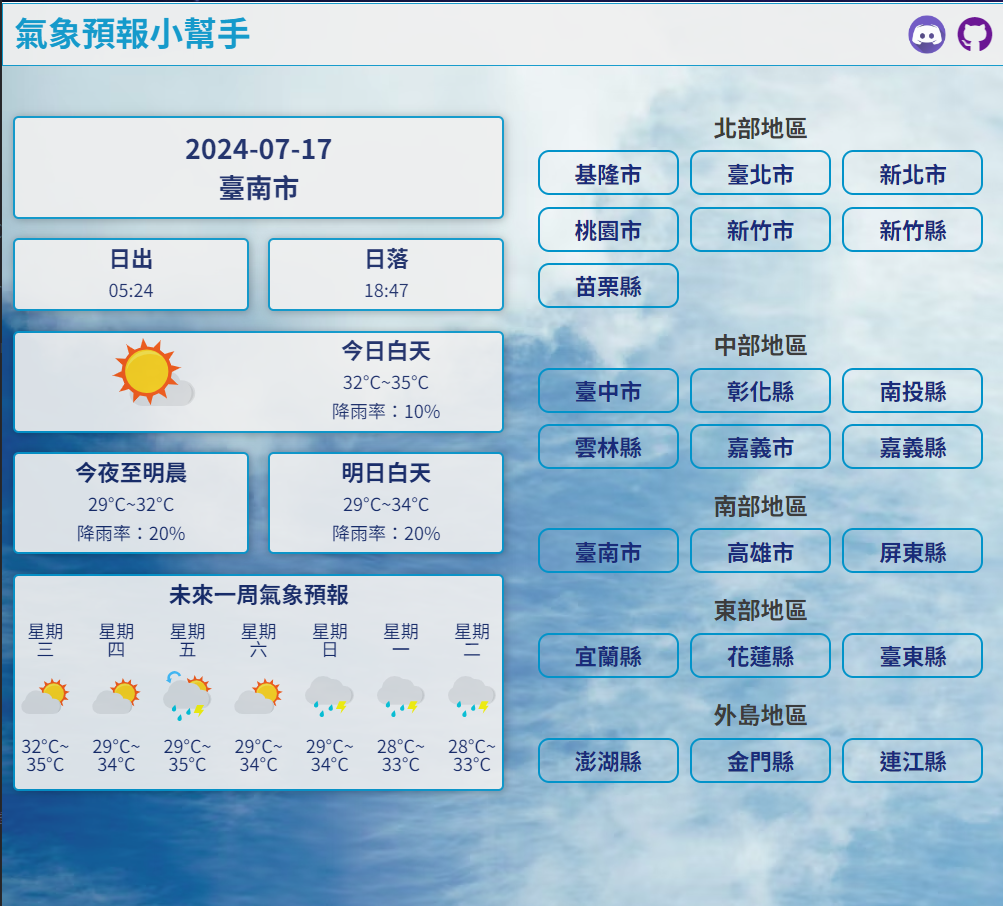 氣象預報小幫手
2024-07-17
臺南市
日出
05:24
日落
18:47
今日白天
32°C~35°C
降雨率：10%
今夜至明晨
29°C~32°C
降雨率：20%
明日白天
29°C~34°C
降雨率：20%
未來一周氣象預報
星期三
32°C~35°C
星期四
29°C~34°C
星期五
29°C~35°C
星期六
29°C~34°C
星期日
29°C~34°C
星期一
28°C~33°C
星期二
28°C~33°C
北部地區
基隆市 臺北市 新北市
桃園市 新竹市 新竹縣
苗栗縣
中部地區
臺中市 彰化縣 南投縣
雲林縣 嘉義市 嘉義縣
南部地區
臺南市 高雄市 屏東縣
東部地區
宜蘭縣 花蓮縣 臺東縣
外島地區
澎湖縣 金門縣 連江縣